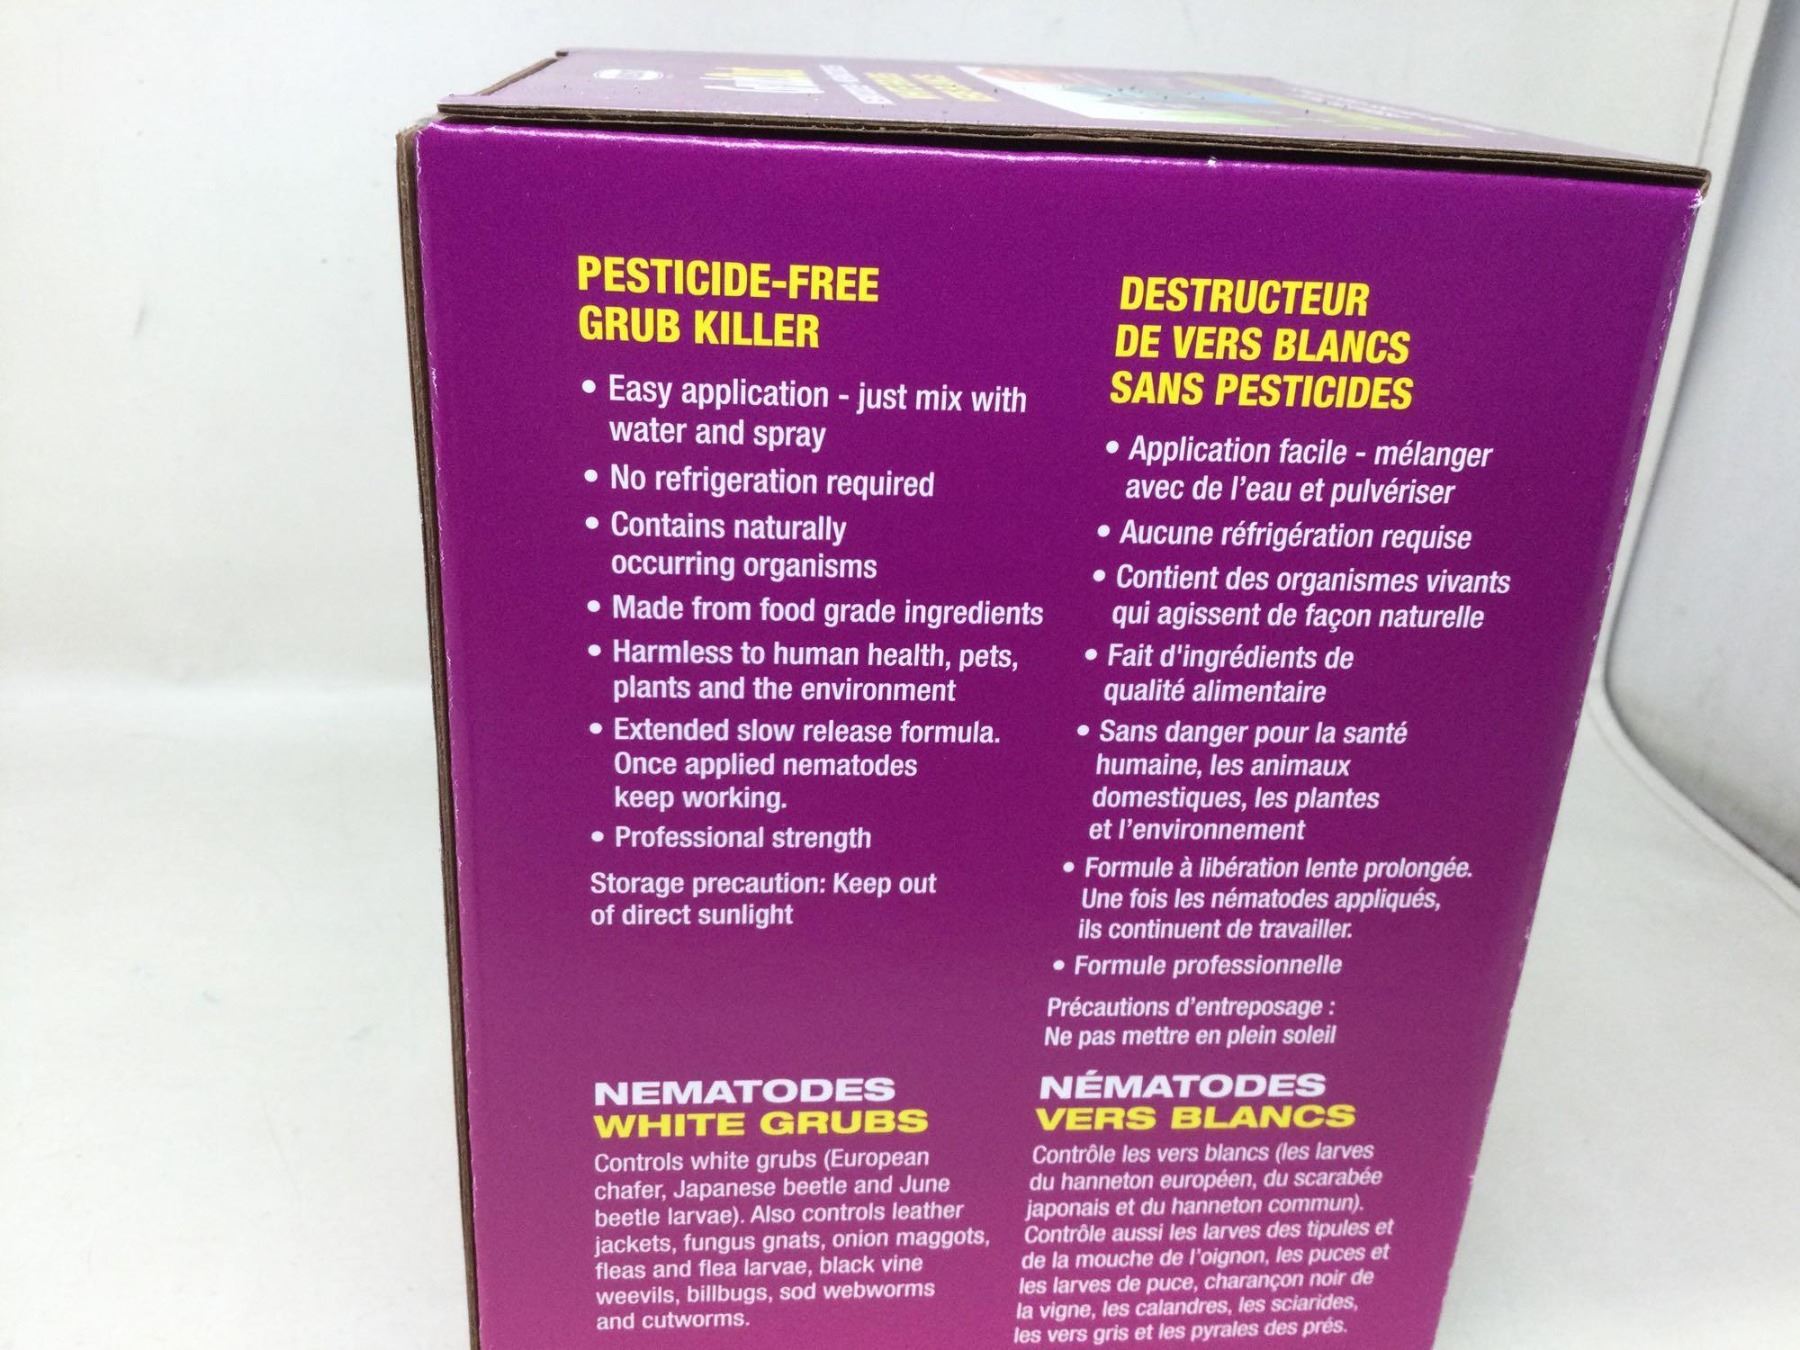 PESTICIDE-FREE
GRUB KILLER
• Easy application - just mix with
water and spray
• No refrigeration required
• Contains naturally
occurring organisms
• Made from food grade ingredients
• Harmless to human health, pets,
plants and the environment
• Extended slow release formula.
Once applied nematodes
keep working.
• Professional strength
Storage precaution: Keep out
of direct sunlight
NEMATODES
WHITE GRUBS
Controls white grubs (European
chafer, Japanese beetle and June
beetle larvae). Also controls leather
jackets, fungus gnats, onion maggots,
fleas and flea larvae, black vine
weevils, billbugs, sod webworms
and cutworms.
DESTRUCTEUR
DE VERS BLANCS
SANS PESTICIDES
• Application facile - mélanger
avec de l'eau et pulvériser
• Aucune réfrigération requise
• Contient des organismes vivants
qui agissent de façon naturelle
• Fait d'ingrédients de
qualité alimentaire
• Sans danger pour la santé
humaine, les animaux
domestiques, les plantes
et l'environnement
• Formule à libération lente prolongée.
Une fois les nématodes appliqués,
ils continuent de travailler.
• Formule professionnelle
Précautions d'entreposage :
Ne pas mettre en plein soleil
NÉMATODES
VERS BLANCS
Contrôle les vers blancs (les larves
du hanneton européen, du scarabée
japonais et du hanneton commun).
Contrôle aussi les larves des tipules et
de la mouche de l'oignon, les puces et
les larves de puce, charançon noir de
la vigne, les calandres, les sciarides,
les vers gris et les pyrales des prés.